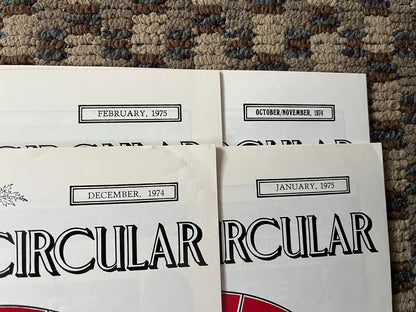 FEBRUARY, 1975
OCTOBER/NOVEMBER, 1974
DECEMBER, 1974
CIRCULAR
JANUARY, 1975
RCULAR